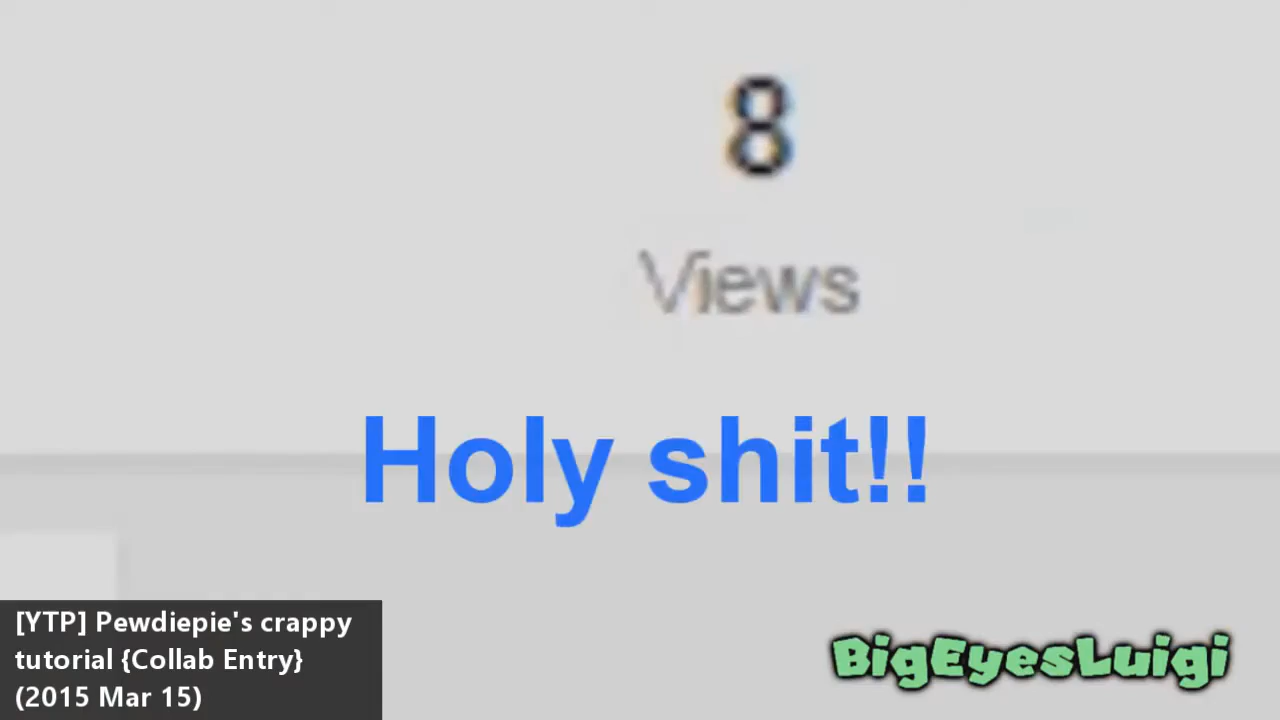 8
Views
Holy shit!!
[YTP] Pewdiepie's crappy
tutorial {Collab Entry}
(2015 Mar 15)
BigEyesLuigi